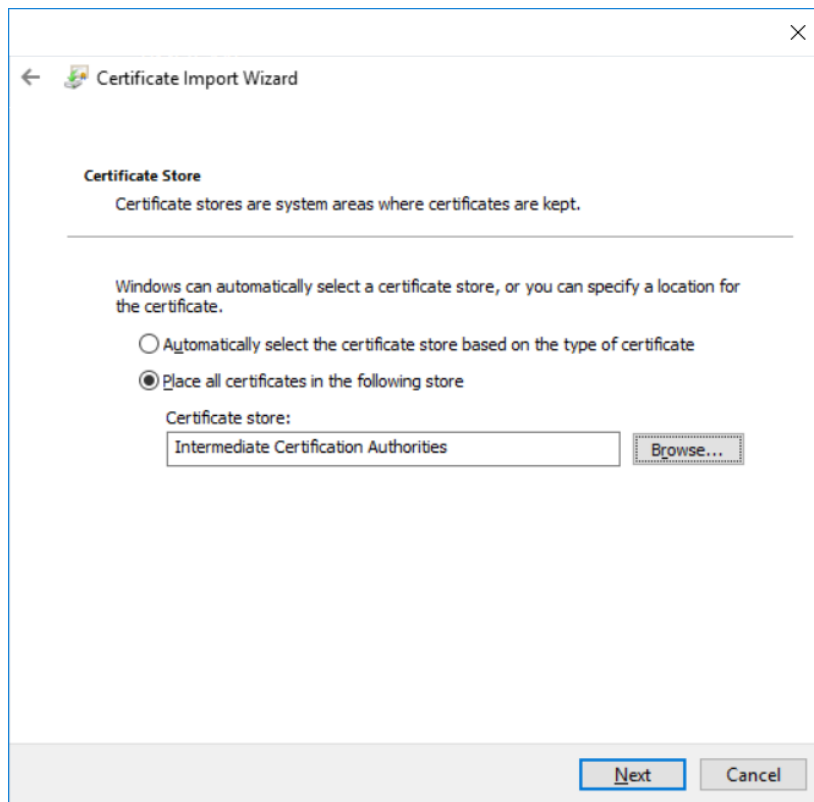 Certificate Import Wizard
Certificate Store
Certificate stores are system areas where certificates are kept.
Windows can automatically select a certificate store, or you can specify a location for
the certificate.
Automatically select the certificate store based on the type of certificate
Place all certificates in the following store
Certificate store:
Intermediate Certification Authorities
Browse...
Next
Cancel